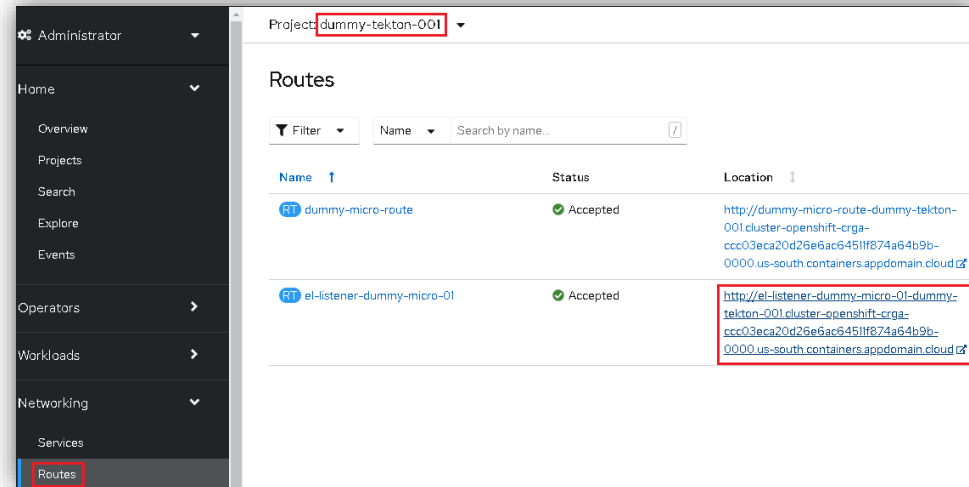 Administrator
Project: dummy-tekton-001
Home
Overview
Projects
Search
Explore
Events
Operators
Workloads
Networking
Services
Routes
Routes
Filter
Name
Search by name...
/
Name
Status
Location
RT dummy-micro-route
Accepted
http://dummy-micro-route-dummy-tekton-
001.cluster-openshift-crga-
ccc03eca20d26e6ac64511f874a64b9b-
0000.us-south.containers.appdomain.cloud
RT el-listener-dummy-micro-01
Accepted
http://el-listener-dummy-micro-01-dummy-
tekton-001.cluster-openshift-crga-
ccc03eca20d26e6ac64511f874a64b9b-
0000.us-south.containers.appdomain.cloud